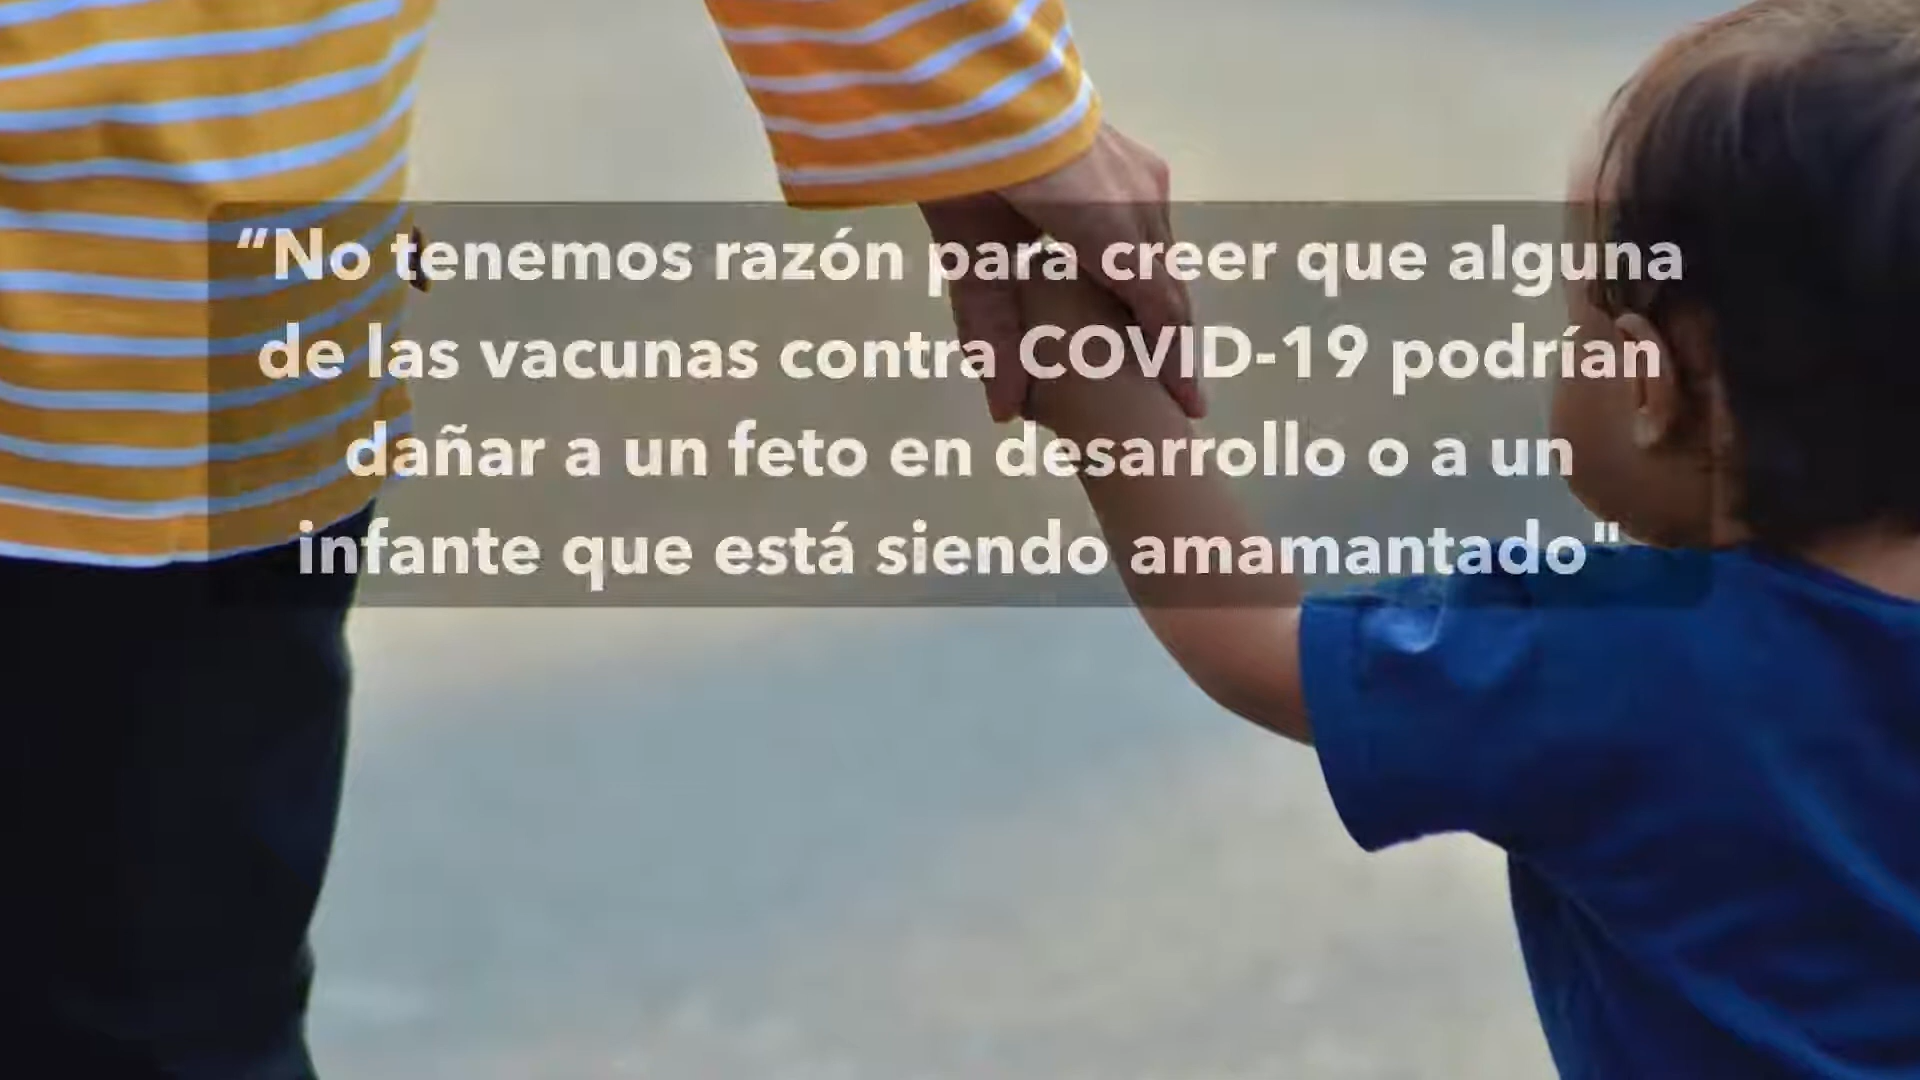 “No tenemos razón para creer que alguna
de las vacunas contra COVID-19 podrían
dañar a un feto en desarrollo o a un
infante que está siendo amamantado"